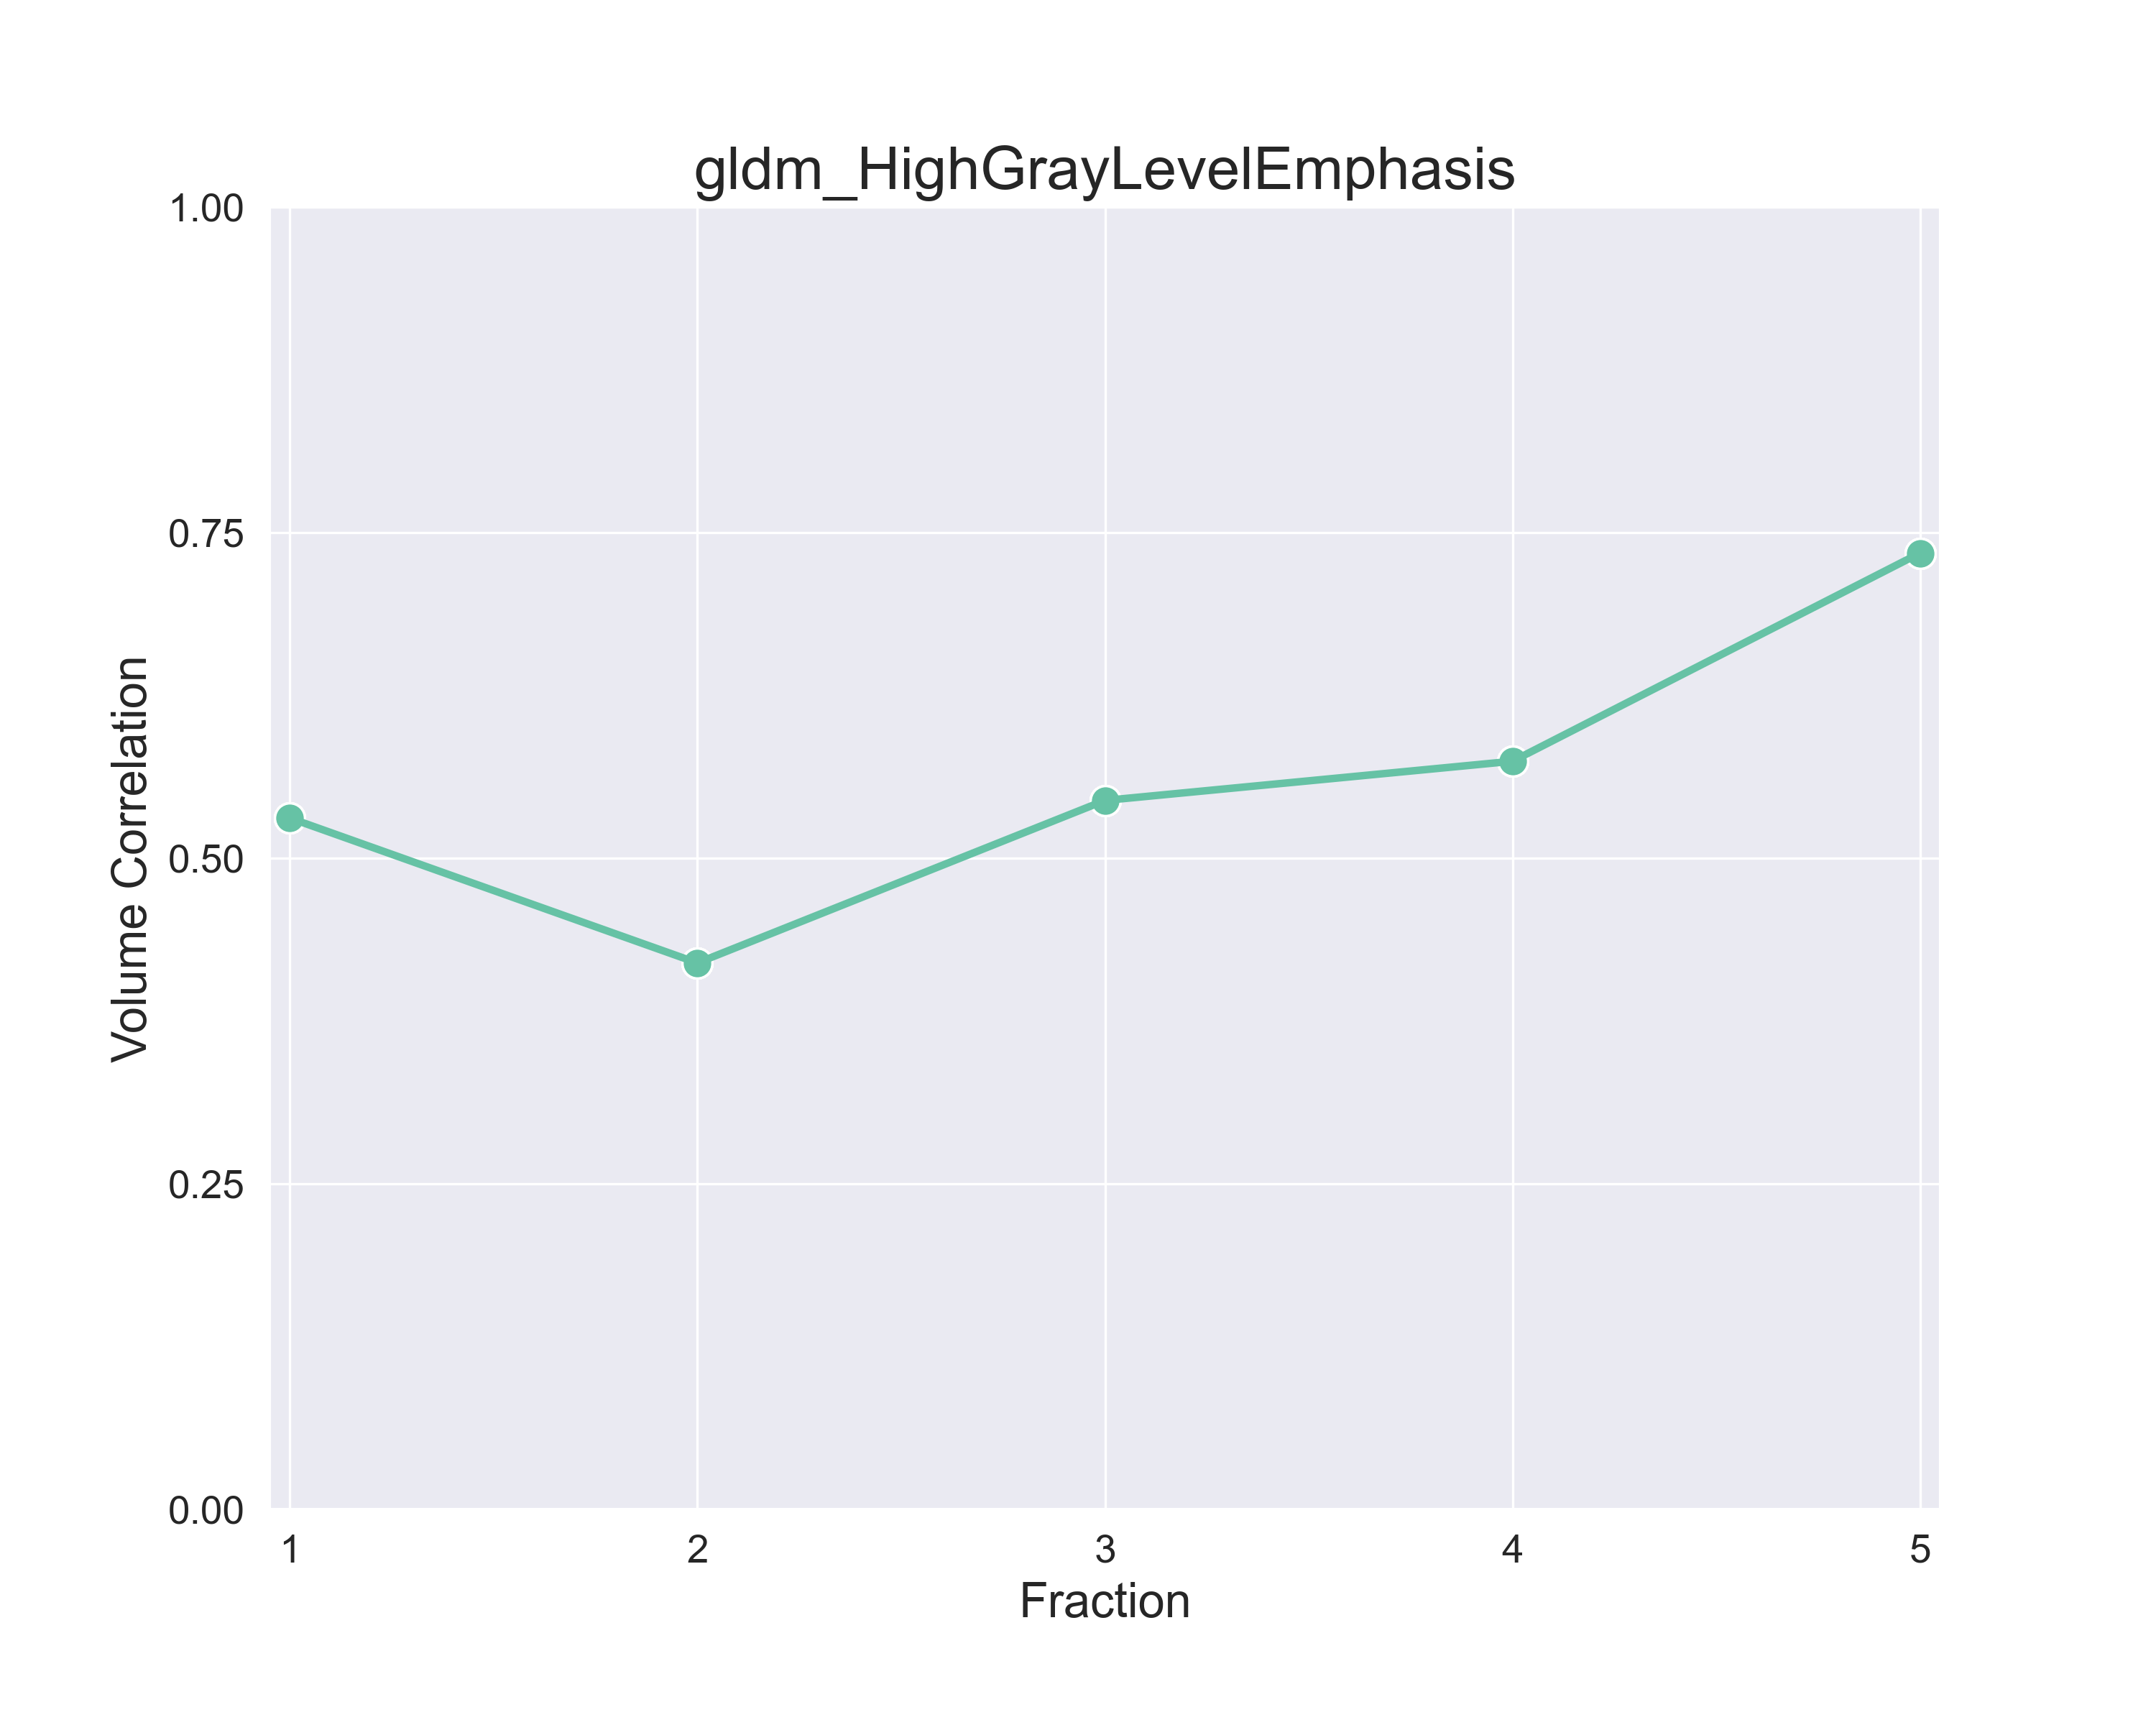 gldm_HighGrayLevelEmphasis
1.00
0.75
0.50
0.25
0.00
Volume Correlation
1 2 3 4 5
Fraction